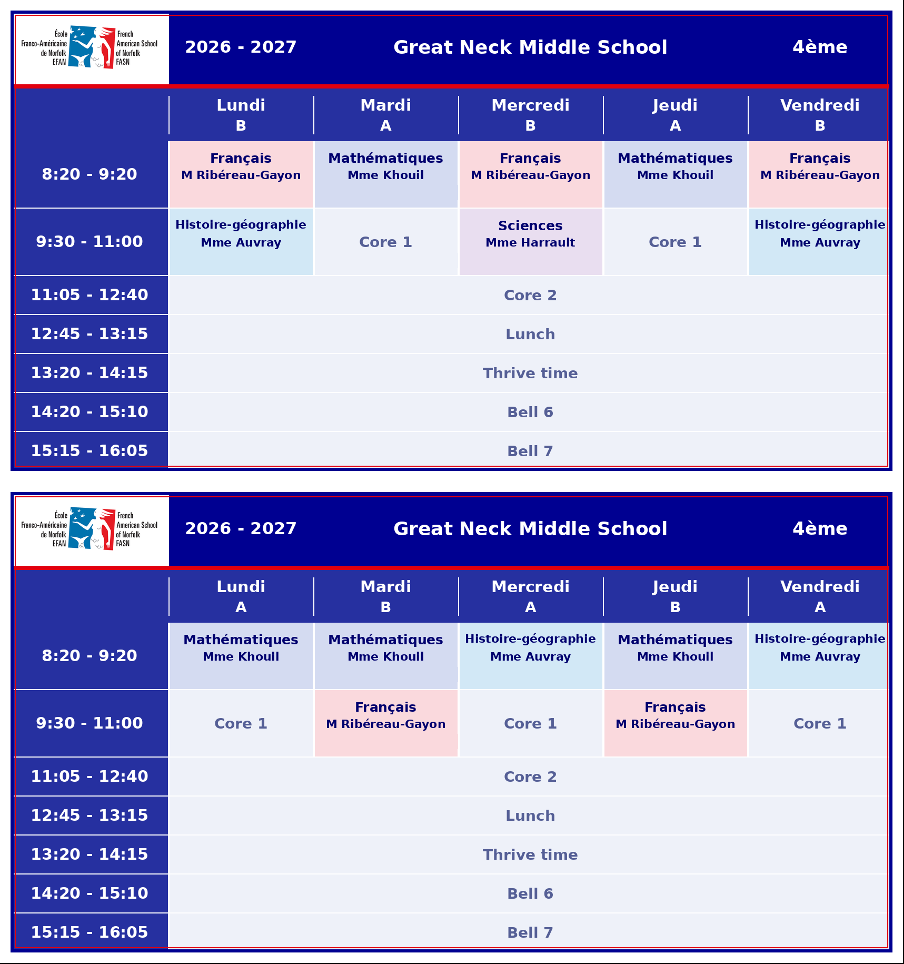 École
Franco-Américaine
de Norfolk
EFAN
French
American School
of Norfolk
FASN
2026 - 2027
Great Neck Middle School
4ème
Lundi Mardi Mercredi Jeudi Vendredi
B A B A B
8:20 - 9:20
Français Mathématiques Français Mathématiques Français
M Ribéreau-Gayon Mme Khouil M Ribéreau-Gayon Mme Khouil M Ribéreau-Gayon
9:30 - 11:00
Histoire-géographie Core 1 Sciences Core 1 Histoire-géographie
Mme Auvray Mme Harrault Mme Auvray
11:05 - 12:40 Core 2
12:45 - 13:15 Lunch
13:20 - 14:15 Thrive time
14:20 - 15:10 Bell 6
15:15 - 16:05 Bell 7
École
Franco-Américaine
de Norfolk
EFAN
French
American School
of Norfolk
FASN
2026 - 2027
Great Neck Middle School
4ème
Lundi Mardi Mercredi Jeudi Vendredi
A B A B A
8:20 - 9:20
Mathématiques Mathématiques Histoire-géographie Mathématiques Histoire-géographie
Mme Khouil Mme Khouil Mme Auvray Mme Khouil Mme Auvray
9:30 - 11:00
Core 1 Français Core 1 Français Core 1
M Ribéreau-Gayon M Ribéreau-Gayon
11:05 - 12:40 Core 2
12:45 - 13:15 Lunch
13:20 - 14:15 Thrive time
14:20 - 15:10 Bell 6
15:15 - 16:05 Bell 7